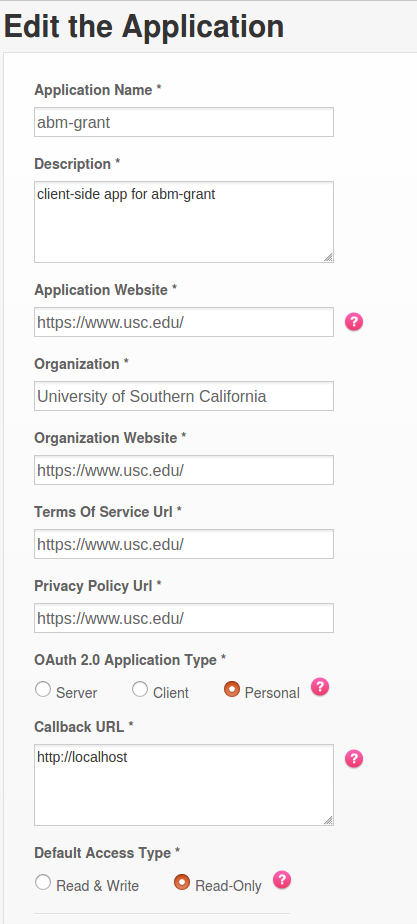 Edit the Application
Application Name *
abm-grant
Description *
client-side app for abm-grant
Application Website *
https://www.usc.edu/
?
Organization *
University of Southern California
Organization Website *
https://www.usc.edu/
Terms Of Service Url *
https://www.usc.edu/
Privacy Policy Url *
https://www.usc.edu/
OAuth 2.0 Application Type *
Server Client Personal ?
Callback URL *
http://localhost
?
Default Access Type *
Read & Write Read-Only ?